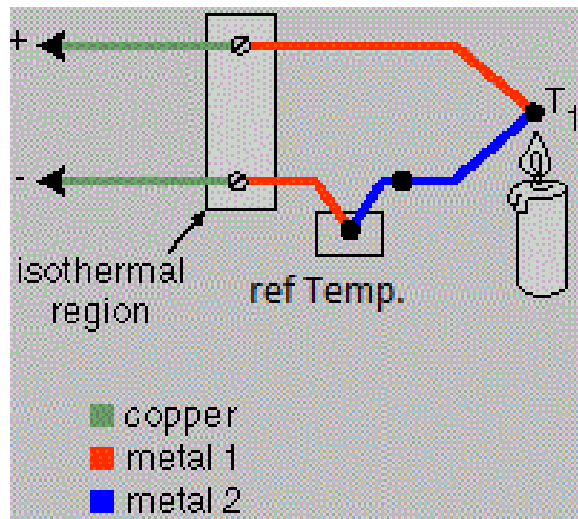 +
T1
-
isothermal
region
ref Temp.
copper
metal 1
metal 2